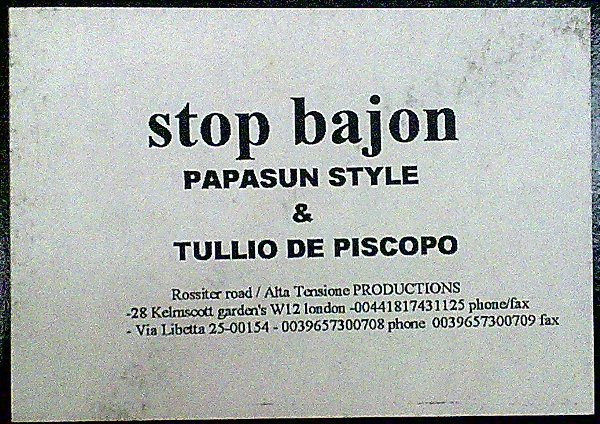 stop bajon
PAPASUN STYLE
&
TULLIO DE PISCOPO
Rossiter road / Alta Tensione PRODUCTIONS
-28 Kelmscott garden's W12 london -00441817431125 phone/fax
- Via Libetta 25-00154 - 0039657300708 phone 0039657300709 fax